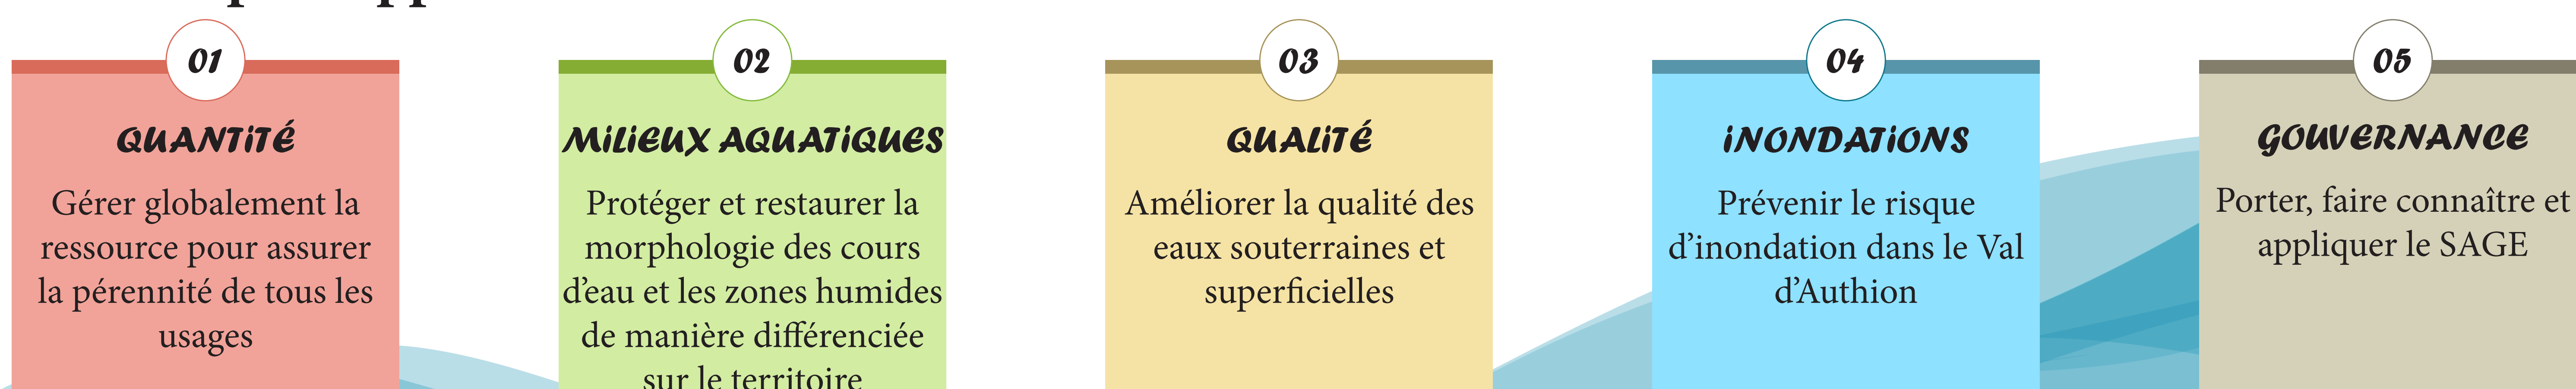 01
QUANTiTÉ
Gérer globalement la
ressource pour assurer
la pérennité de tous les
usages
02
MiLiEUX AQUATiQUES
Protéger et restaurer la
morphologie des cours
d’eau et les zones humides
de manière différenciée
sur le territoire
03
QUALiTÉ
Améliorer la qualité des
eaux souterraines et
superficielles
04
iNONDATiONS
Prévenir le risque
d’inondation dans le Val
d’Authion
05
GOUVERNANCE
Porter, faire connaître et
appliquer le SAGE